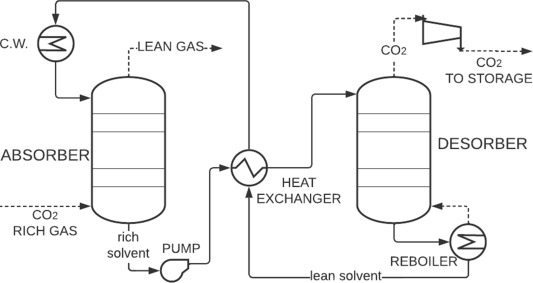 C.W.
LEAN GAS
CO2
CO2
TO STORAGE
ABSORBER
DESORBER
HEAT
EXCHANGER
CO2
RICH GAS
rich
solvent
PUMP
REBOILER
lean solvent